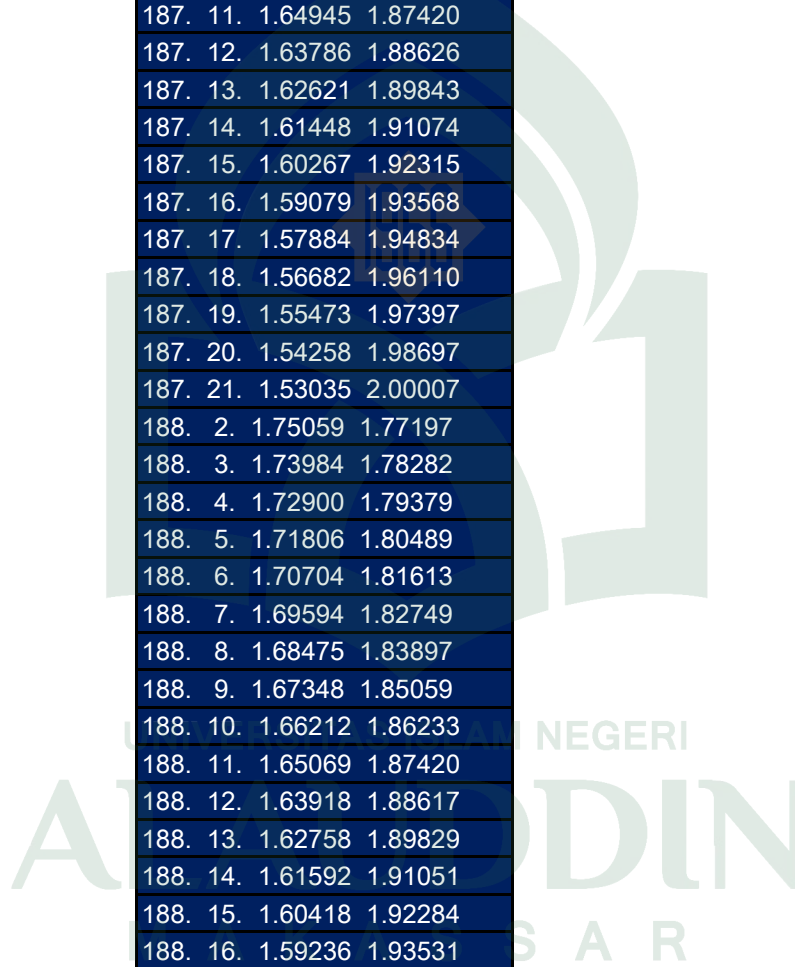 187. 11. 1.64945 1.87420
187. 12. 1.63786 1.88626
187. 13. 1.62621 1.89843
187. 14. 1.61448 1.91074
187. 15. 1.60267 1.92315
187. 16. 1.59079 1.93568
187. 17. 1.57884 1.94834
187. 18. 1.56682 1.96110
187. 19. 1.55473 1.97397
187. 20. 1.54258 1.98697
187. 21. 1.53035 2.00007
188. 2. 1.75059 1.77197
188. 3. 1.73984 1.78282
188. 4. 1.72900 1.79379
188. 5. 1.71806 1.80489
188. 6. 1.70704 1.81613
188. 7. 1.69594 1.82749
188. 8. 1.68475 1.83897
188. 9. 1.67348 1.85059
188. 10. 1.66212 1.86233
UNIVERSITAS ISLAM NEGERI
188. 11. 1.65069 1.87420
188. 12. 1.63918 1.88617
188. 13. 1.62758 1.89829
ALAUDDIN
188. 14. 1.61592 1.91051
188. 15. 1.60418 1.92284
188. 16. 1.59236 1.93531
MAKASSAR